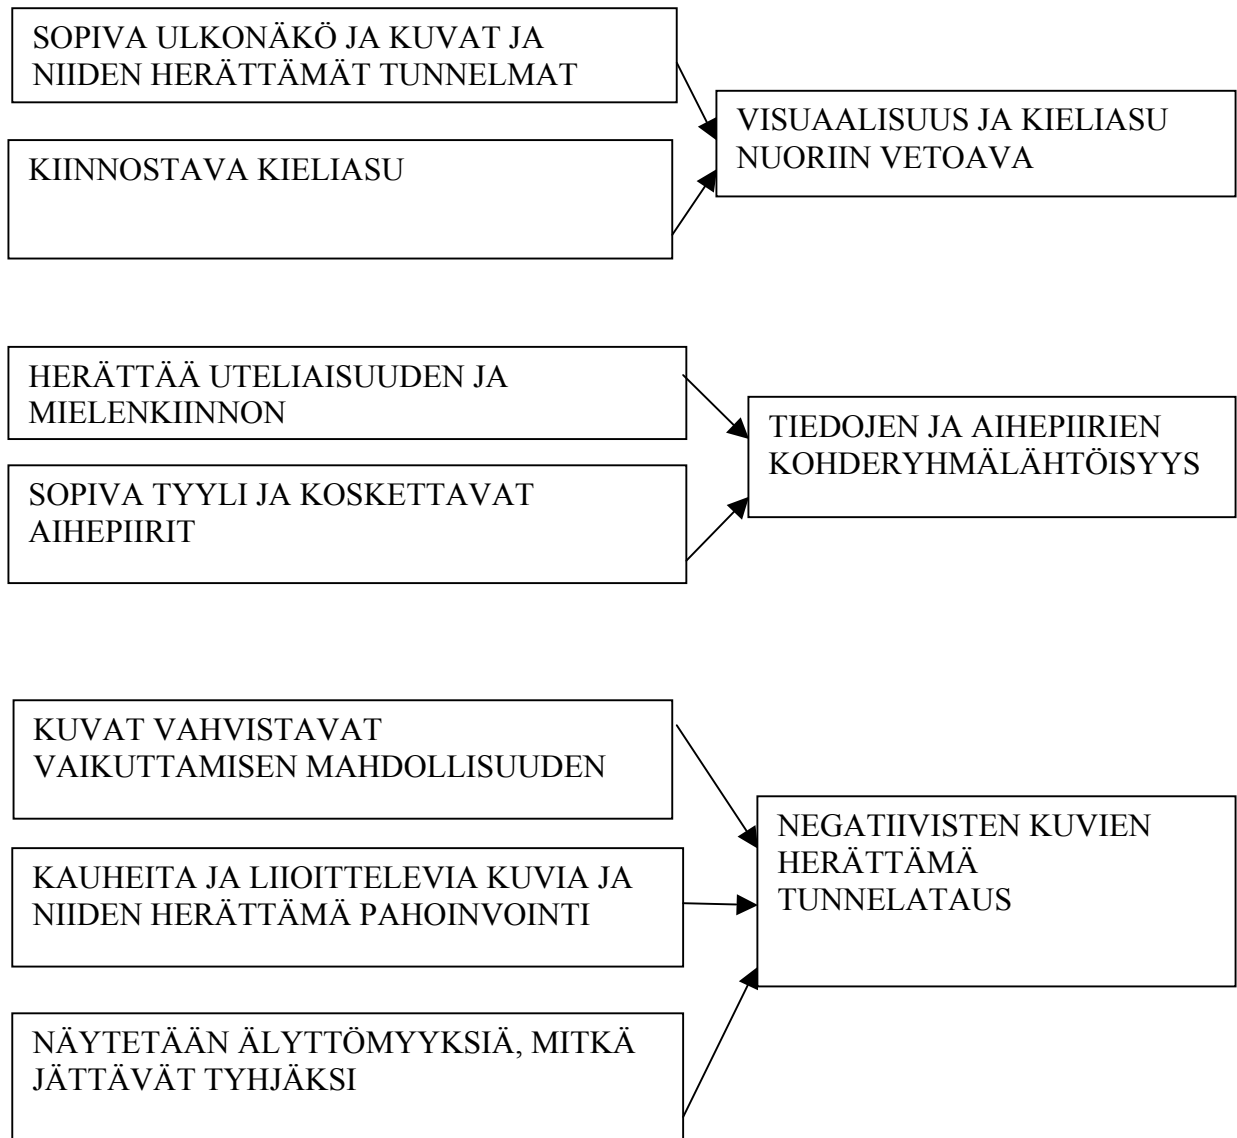 SOPIVA ULKONÄKÖ JA KUVAT JA
NIIDEN HERÄTTÄMÄT TUNNELMAT
VISUAALISUUS JA KIELIASU
NUORIIN VETOAVA
KIINNOSTAVA KIELIASU
HERÄTTÄÄ UTELIAISUUDEN JA
MIELENKIINNON
TIEDOJEN JA AIHEPIIRIEN
KOHDERYHMÄLÄHTÖISYYS
SOPIVA TYYLI JA KOSKETTAVAT
AIHEPIIRIT
KUVAT VAHVISTAVAT
VAIKUTTAMISEN MAHDOLLISUUDEN
NEGATIIVISTEN KUVIEN
HERÄTTÄMÄ
TUNNELATAUS
KAUHEITA JA LIIOITTELEVIA KUVIA JA
NIIDEN HERÄTTÄMÄ PAHOINVOINTI
NÄYTETÄÄN ÄLYTTÖMYYKSIÄ, MITKÄ
JÄTTÄVÄT TYHJÄKSI